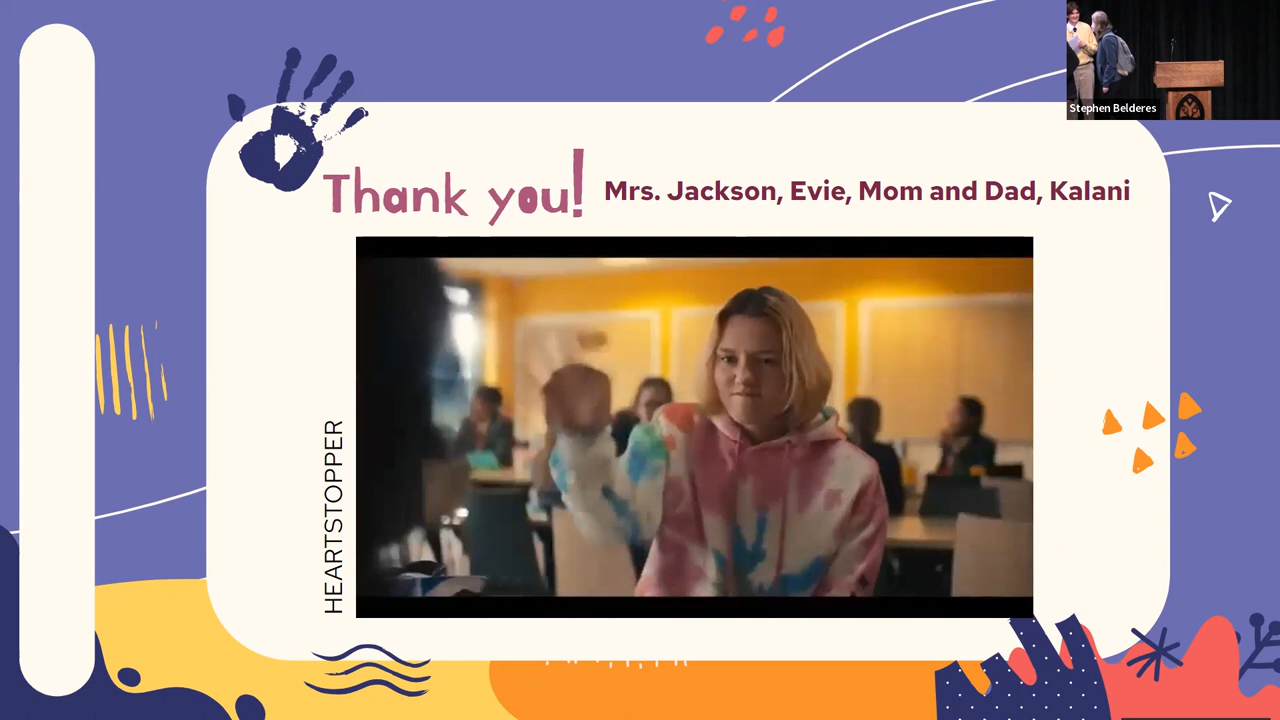 Stephen Belderes
Thank you! Mrs. Jackson, Evie, Mom and Dad, Kalani
HEARTSTOPPER